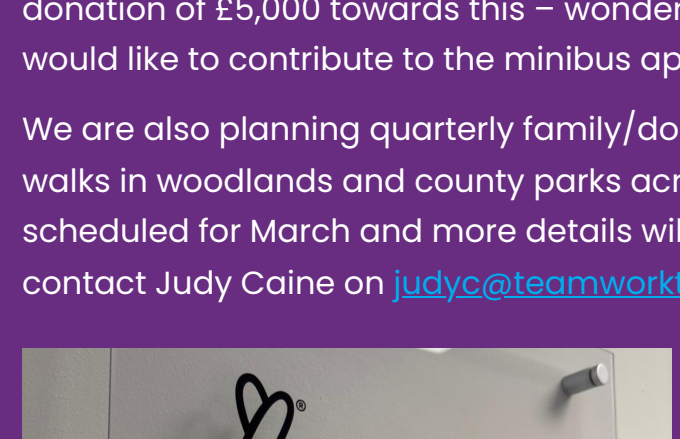 donation of £5,000 towards this – wonder
would like to contribute to the minibus ap
We are also planning quarterly family/do
walks in woodlands and county parks acr
scheduled for March and more details wil
contact Judy Caine on judyc@teamworkt
®